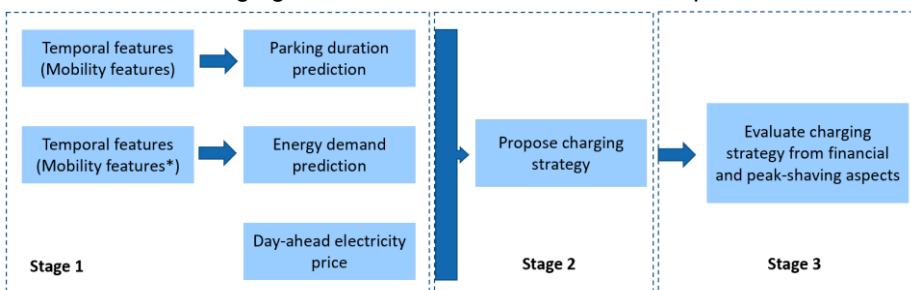 Temporal features
(Mobility features)
Parking duration
prediction
Temporal features
(Mobility features*)
Energy demand
prediction
Day-ahead electricity
price
Stage 1
Propose charging
strategy
Stage 2
Evaluate charging
strategy from financial
and peak-shaving aspects
Stage 3